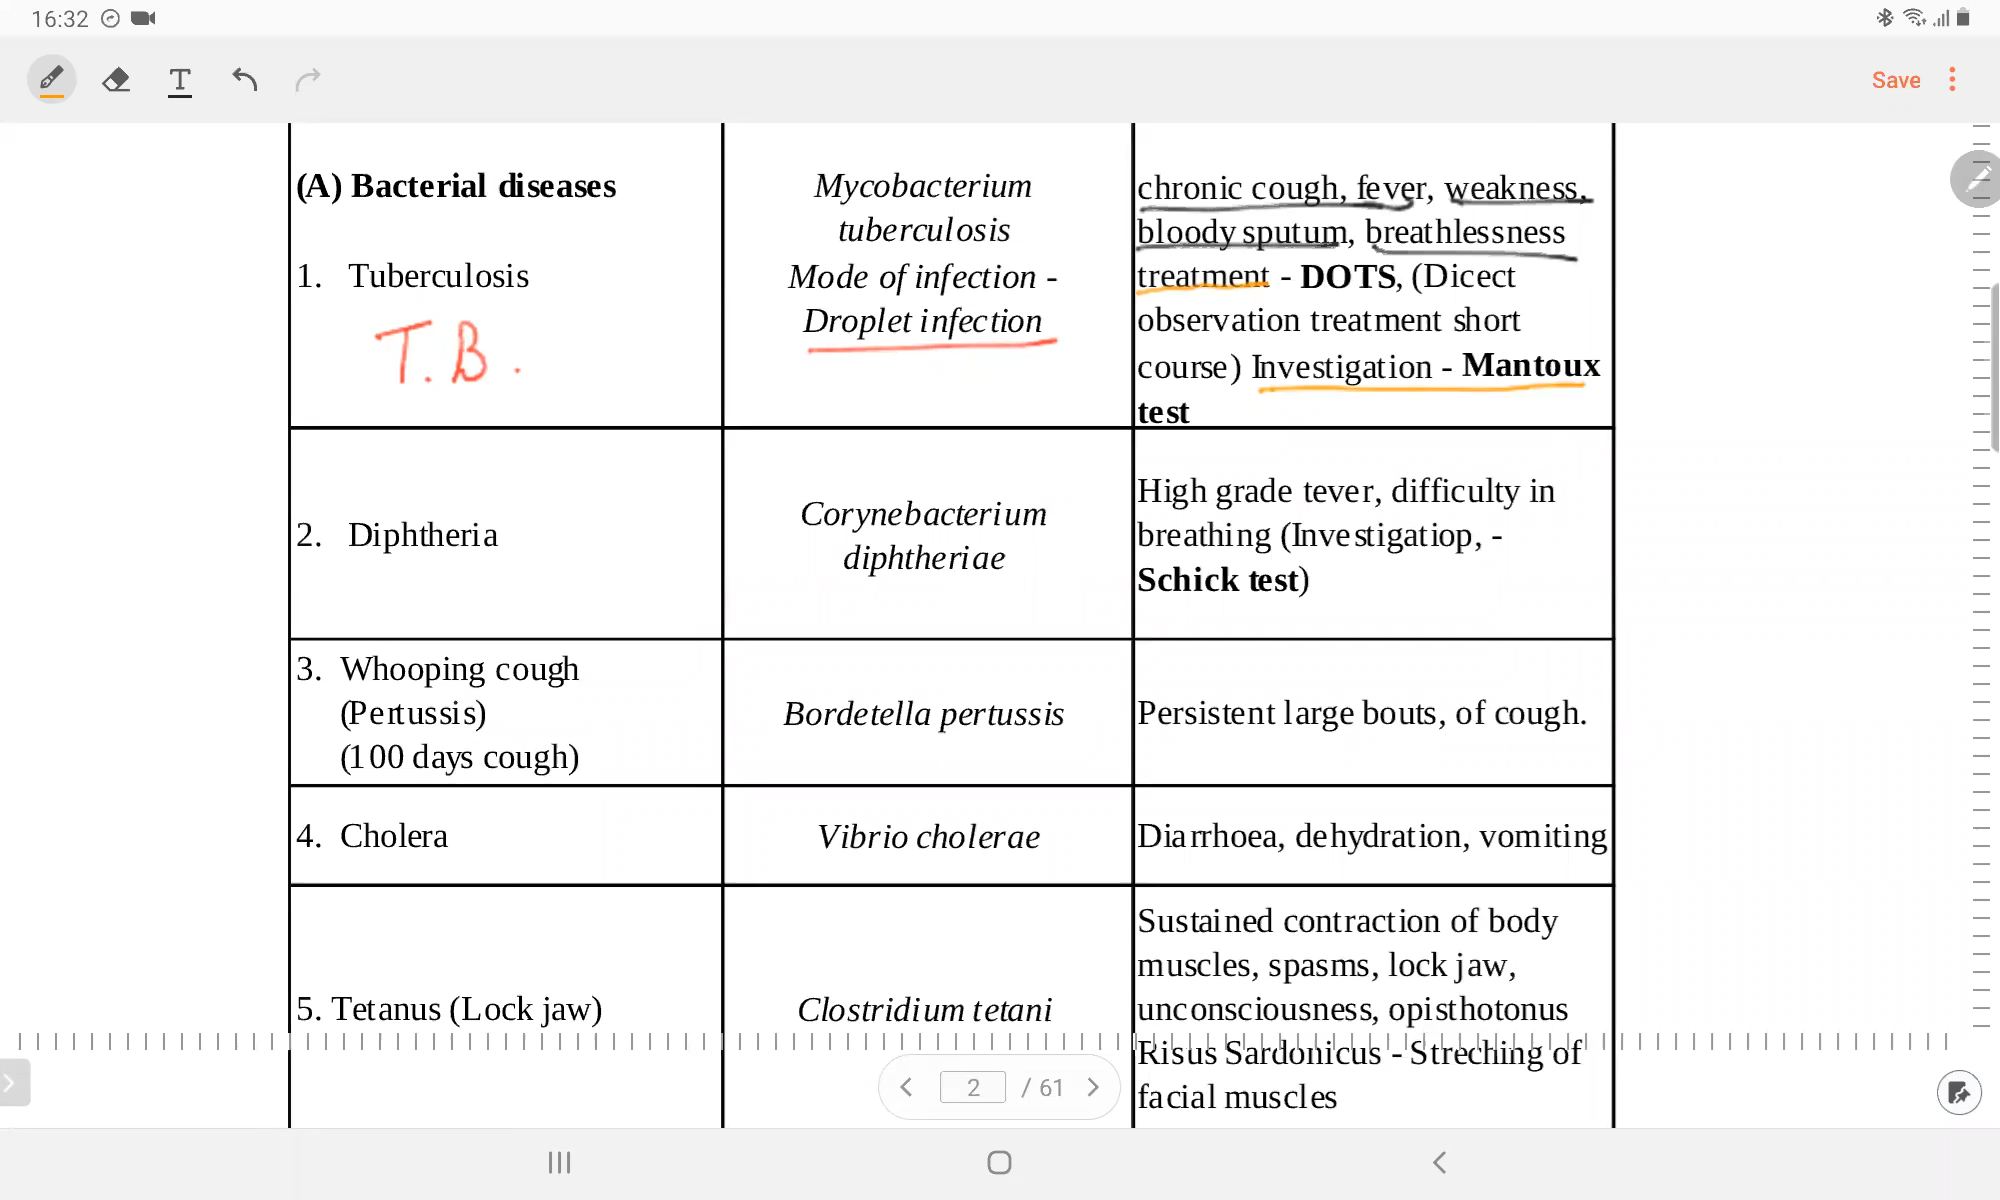 16:32
Save
(A) Bacterial diseases
1. Tuberculosis
T.B.
Mycobacterium
tuberculosis
Mode of infection -
Droplet infection
chronic cough, fever, weakness,
bloody sputum, breathlessness
treatment - DOTS, (Dicect
observation treatment short
course) Investigation - Mantoux
test
2. Diphtheria
Corynebacterium
diphtheriae
High grade tever, difficulty in
breathing (Investigatiop, -
Schick test)
3. Whooping cough
(Pertussis)
(100 days cough)
Bordetella pertussis
Persistent large bouts, of cough.
4. Cholera
Vibrio cholerae
Diarrhoea, dehydration, vomiting
5. Tetanus (Lock jaw)
Clostridium tetani
Sustained contraction of body
muscles, spasms, lock jaw,
unconsciousness, opisthotonus
Risus Sardonicus - Streching of
facial muscles
2 / 61